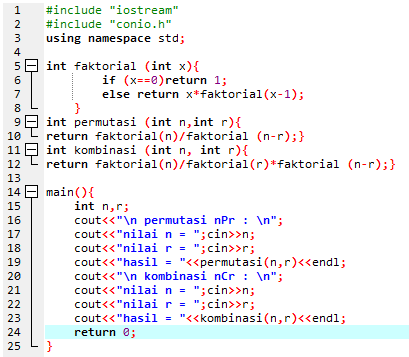 1 #include "iostream"
2 #include "conio.h"
3 using namespace std;
4
5 int faktorial (int x){
6 if (x==0)return 1;
7 else return x*faktorial(x-1);
8 }
9 int permutasi (int n,int r){
10 return faktorial(n)/faktorial (n-r);}
11 int kombinasi (int n, int r){
12 return faktorial(n)/faktorial(r)*faktorial (n-r);}
13
14 main(){
15 int n,r;
16 cout<<"\n permutasi nPr : \n";
17 cout<<"nilai n = ";cin>>n;
18 cout<<"nilai r = ";cin>>r;
19 cout<<"hasil = "<<permutasi(n,r)<<endl;
20 cout<<"\n kombinasi nCr : \n";
21 cout<<"nilai n = ";cin>>n;
22 cout<<"nilai r = ";cin>>r;
23 cout<<"hasil = "<<kombinasi(n,r)<<endl;
24 return 0;
25 }